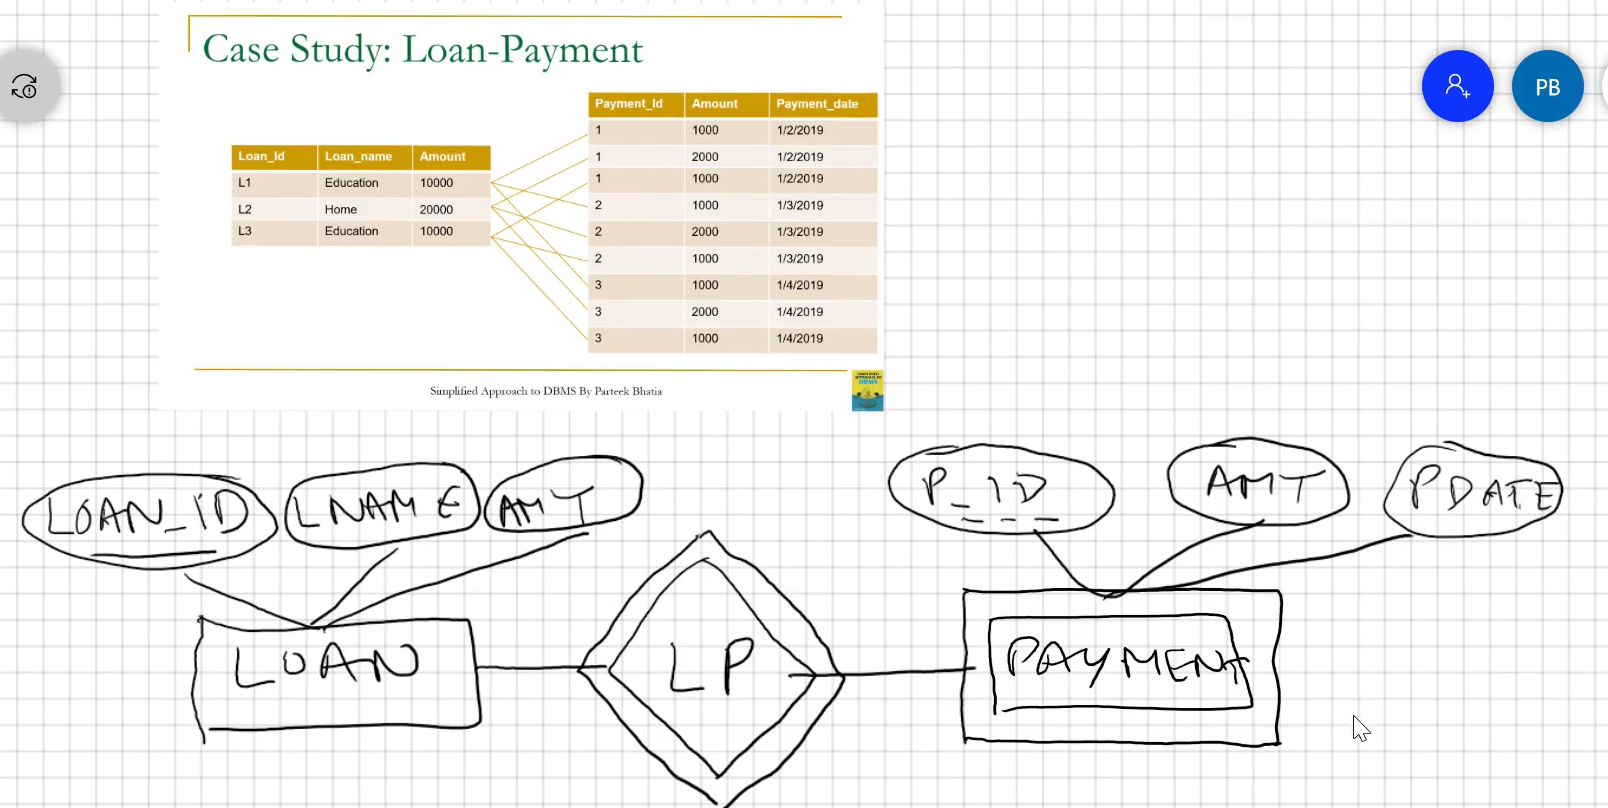 Case Study: Loan-Payment
Loan_Id Loan_name Amount
L1 Education 10000
L2 Home 20000
L3 Education 10000
Payment_Id Amount Payment_date
1 1000 1/2/2019
1 2000 1/2/2019
1 1000 1/2/2019
2 1000 1/3/2019
2 2000 1/3/2019
2 1000 1/3/2019
3 1000 1/4/2019
3 2000 1/4/2019
3 1000 1/4/2019
Simplified Approach to DBMS By Parteek Bhatia
PB
LOAN_ID LNAME AMT
P_ID AMT PDATE
LOAN LP PAYMENT